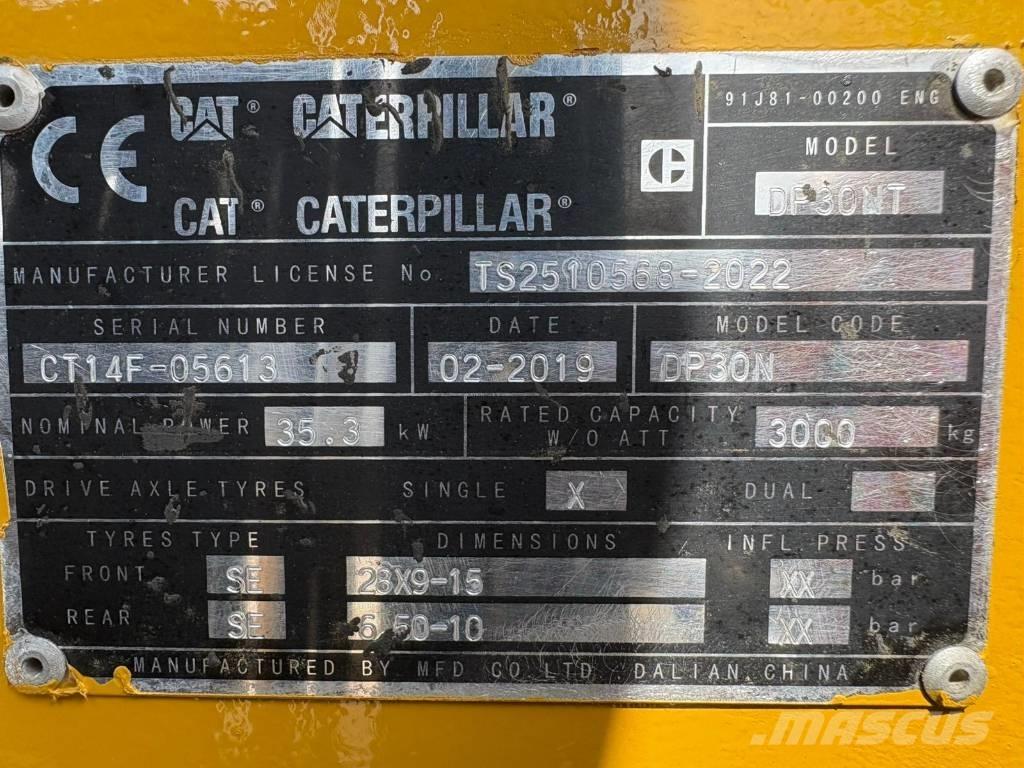 CE CAT® CATERPILLAR®
CAT® CATERPILLAR®
91J81-00200 ENG
MODEL
DP30NT
MANUFACTURER LICENSE No. TS2510568-2022
SERIAL NUMBER DATE MODEL CODE
CT14F-05613 02-2019 DP30N
NOMINAL POWER 35.3 kW RATED CAPACITY W/O ATT 3000 kg
DRIVE AXLE TYRES SINGLE X DUAL
TYRES TYPE DIMENSIONS INFL PRESS
FRONT SE 28X9-15 XX bar
REAR SE 6.50-10 XX bar
MANUFACTURED BY MFD CO LTD DALIAN.CHINA
MASCUS